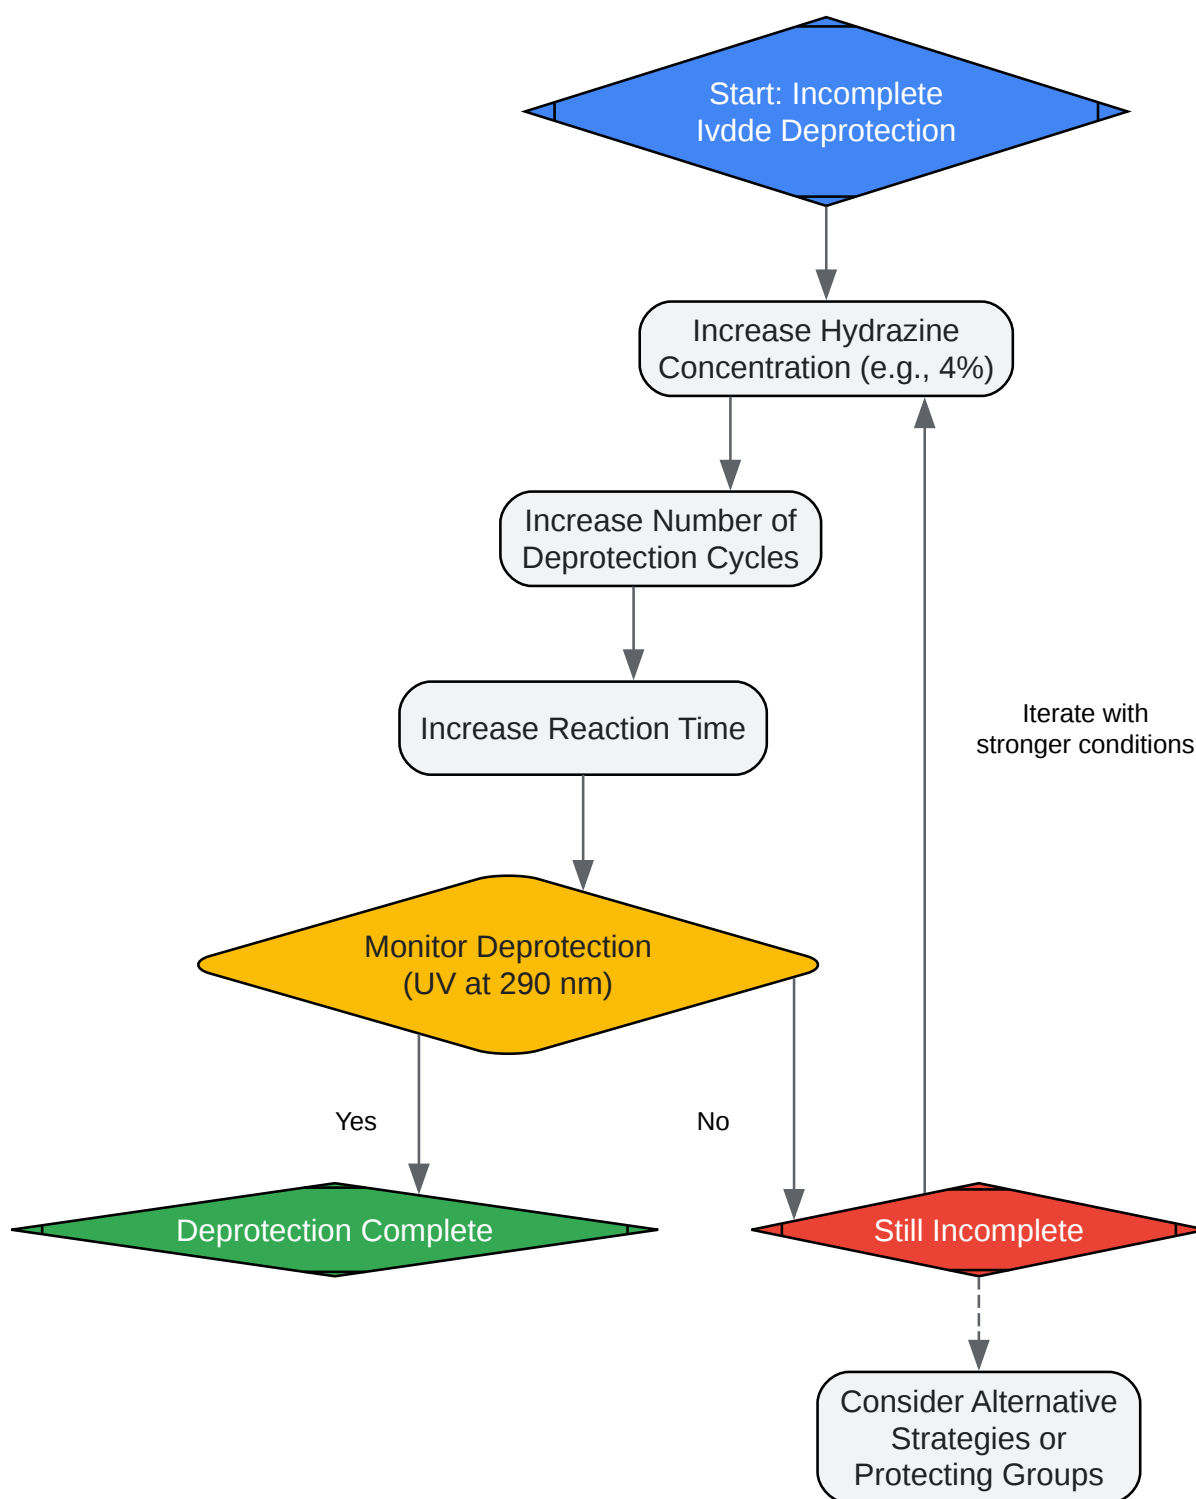 Start: Incomplete
Ivdde Deprotection
Increase Hydrazine
Concentration (e.g., 4%)
Increase Number of
Deprotection Cycles
Increase Reaction Time
Iterate with
stronger conditions
Monitor Deprotection
(UV at 290 nm)
Yes
No
Deprotection Complete
Still Incomplete
Consider Alternative
Strategies or
Protecting Groups